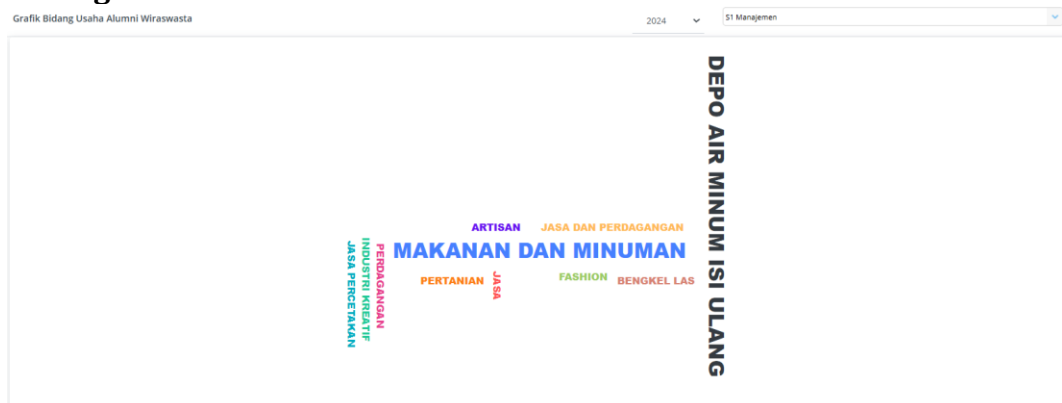 Grafik Bidang Usaha Alumni Wiraswasta
2024
S1 Manajemen
DEPO AIR MINUM ISI ULANG
ARTISAN
JASA DAN PERDAGANGAN
MAKANAN DAN MINUMAN
PERTANIAN
JASA
FASHION
BENGKEL LAS
PERDAGANGAN
INDUSTRI KREATIF
JASA PERCETAKAN